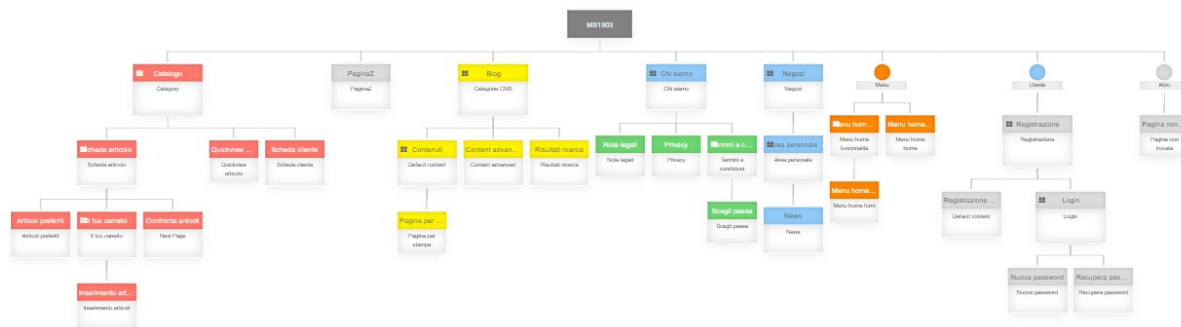 MS1903
Catalogo
Category
PaginaZ
PaginaZ
Blog
Categorie CMS
Chi siamo
Chi siamo
Negozi
Negozi
Menu
Utente
Altro
Scheda articolo
Scheda articolo
Quickview ...
Quickview
articolo
Scheda cliente
Scheda cliente
Contenuti
Default content
Content advan...
Content advanced
Risultati ricerca
Risultati ricerca
Note legali
Note legali
Privacy
Privacy
Termini e c...
Termini e
condizioni
Area personale
Area personale
Menu hom...
Menu home
funzionalita
Menu home...
Menu home
home
Registrazione
Registrazione
Pagina non...
Pagina non
trovata
Articoli preferiti
Articoli preferiti
Il tuo carrello
Il tuo carrello
Confronta articoli
New Page
Pagina per ...
Pagina per
stampa
Scegli paese
Scegli paese
News
News
Menu home...
Menu home form
Registrazione ...
Default content
Login
Login
Inserimento art...
Inserimento articoli
Nuova password
Nuova password
Recupera pas...
Recupera password